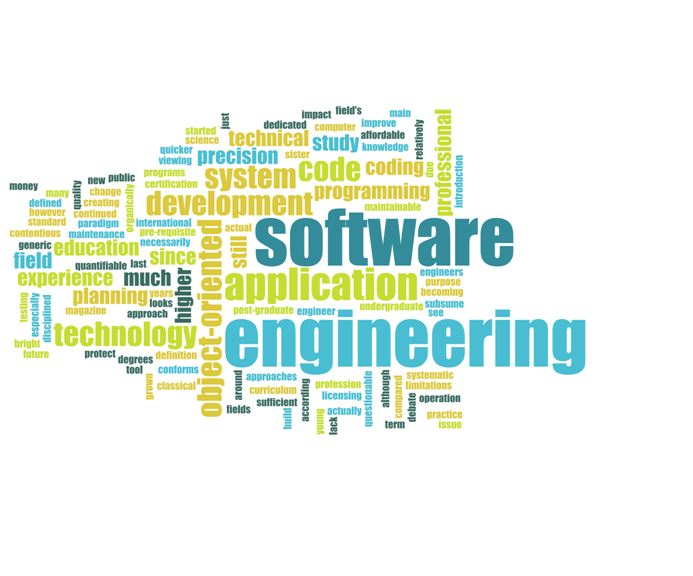 impact
field's
main
just
dedicated
computer
improve
relatively
professional
started
science
technical
study
affordable
knowledge
quicker
viewing
precision
sister
code
coding
due
introduction
money
many
new
public
quality
change
programs
certification
organically
system
programming
defined
however
standard
contentious
creating
continued
paradigm
maintenance
development
maintainable
international
pre-requisite
necessarily
actual
still
software
generic
education
since
object-oriented
field
quantifiable
last
experience
much
higher
application
engineers
purpose
becoming
testing
especially
disciplined
planning
years
looks
magazine
approach
post-graduate
engineer
undergraduate
subsume
see
technology
engineering
bright
future
protect
degrees
tool
definition
conforms
grown
classical
around
approaches
curriculum
sufficient
fields
build
according
profession
licensing
young
lack
actually
questionable
although
compared
systematic
limitations
debate
operation
term
practice
issue